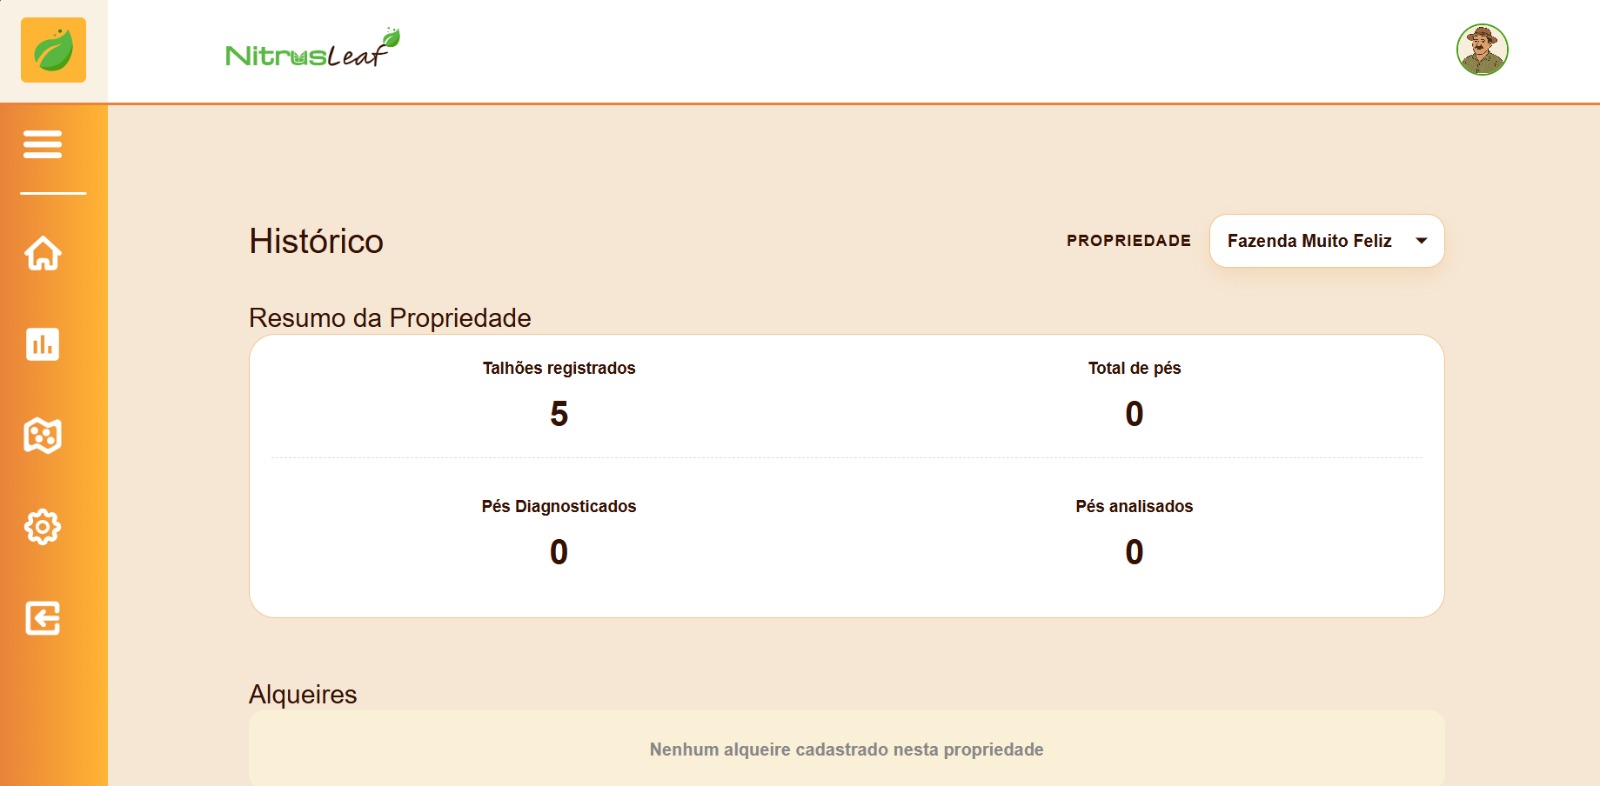 NitrusLeaf
Histórico
PROPRIEDADE
Fazenda Muito Feliz
Resumo da Propriedade
Talhões registrados
5
Total de pés
0
Pés Diagnosticados
0
Pés analisados
0
Alqueires
Nenhum alqueire cadastrado nesta propriedade